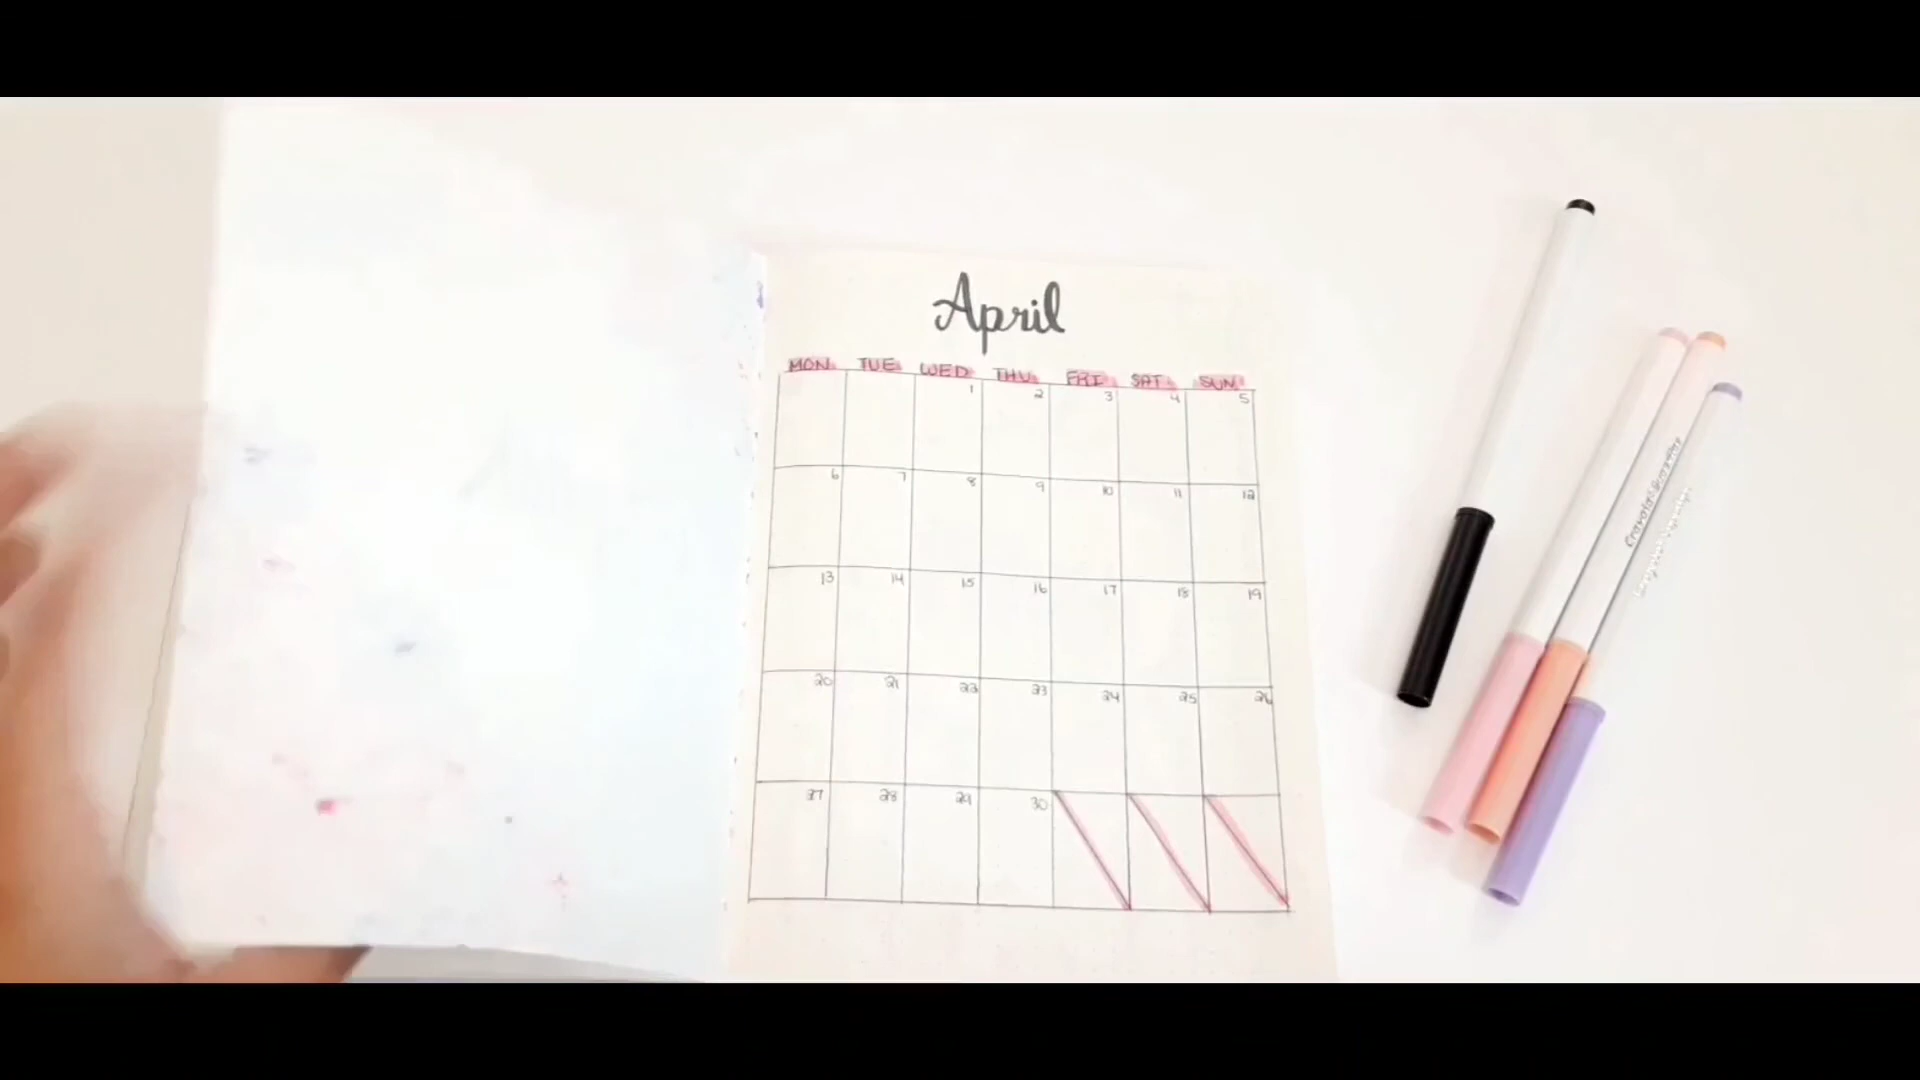 April
MON TUE WED THU FRI SAT SUN
1 2 3 4 5
6 7 8 9 10 11 12
13 14 15 16 17 18 19
20 21 22 23 24 25 26
27 28 29 30
Crayola